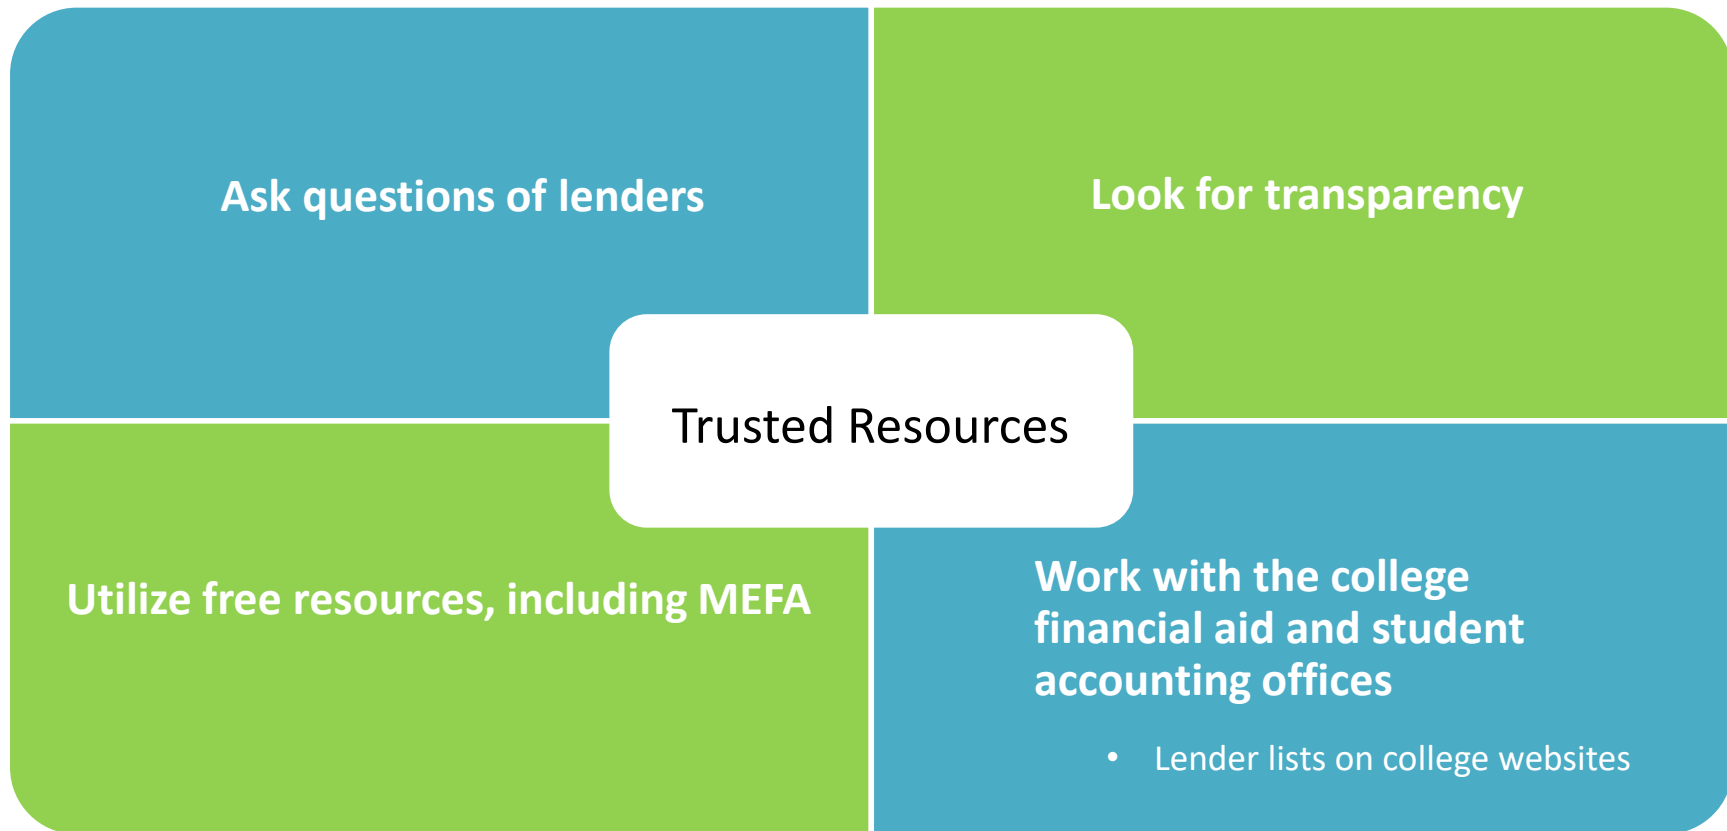 Ask questions of lenders
Look for transparency
Trusted Resources
Utilize free resources, including MEFA
Work with the college
financial aid and student
accounting offices
• Lender lists on college websites